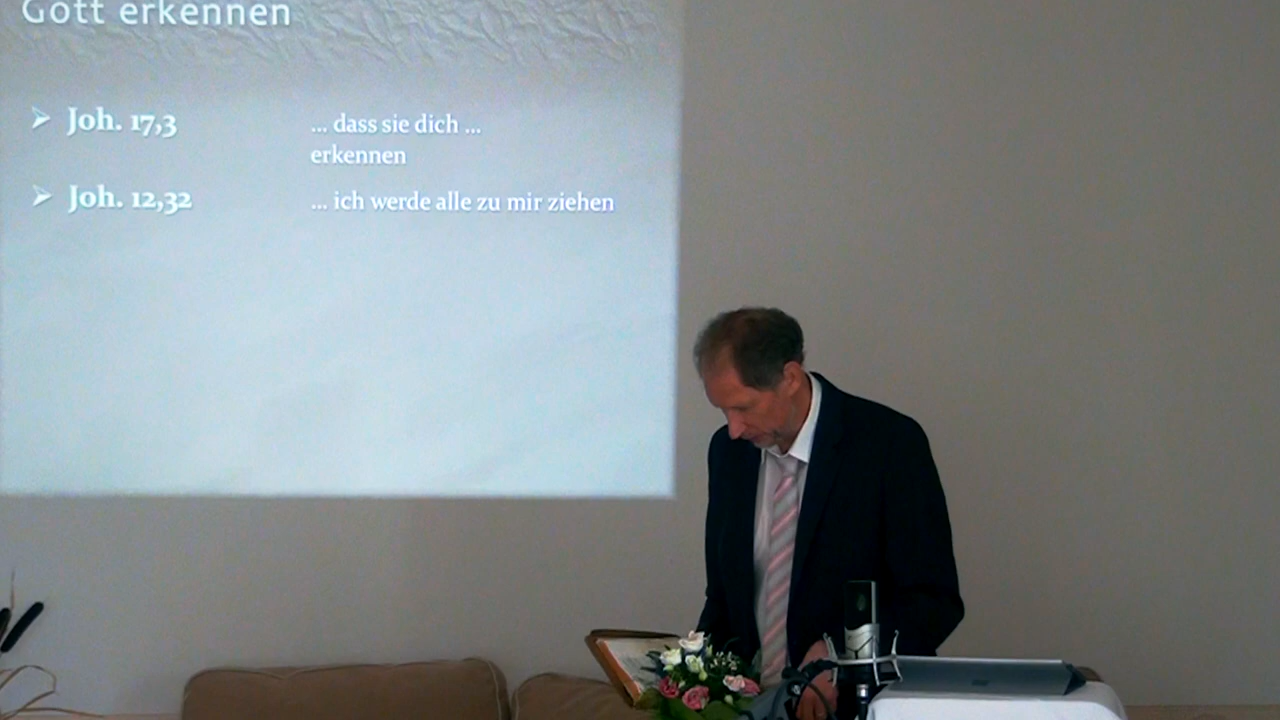 Gott erkennen
Joh. 17,3 ... dass sie dich ...
erkennen
Joh. 12,32 ... ich werde alle zu mir ziehen